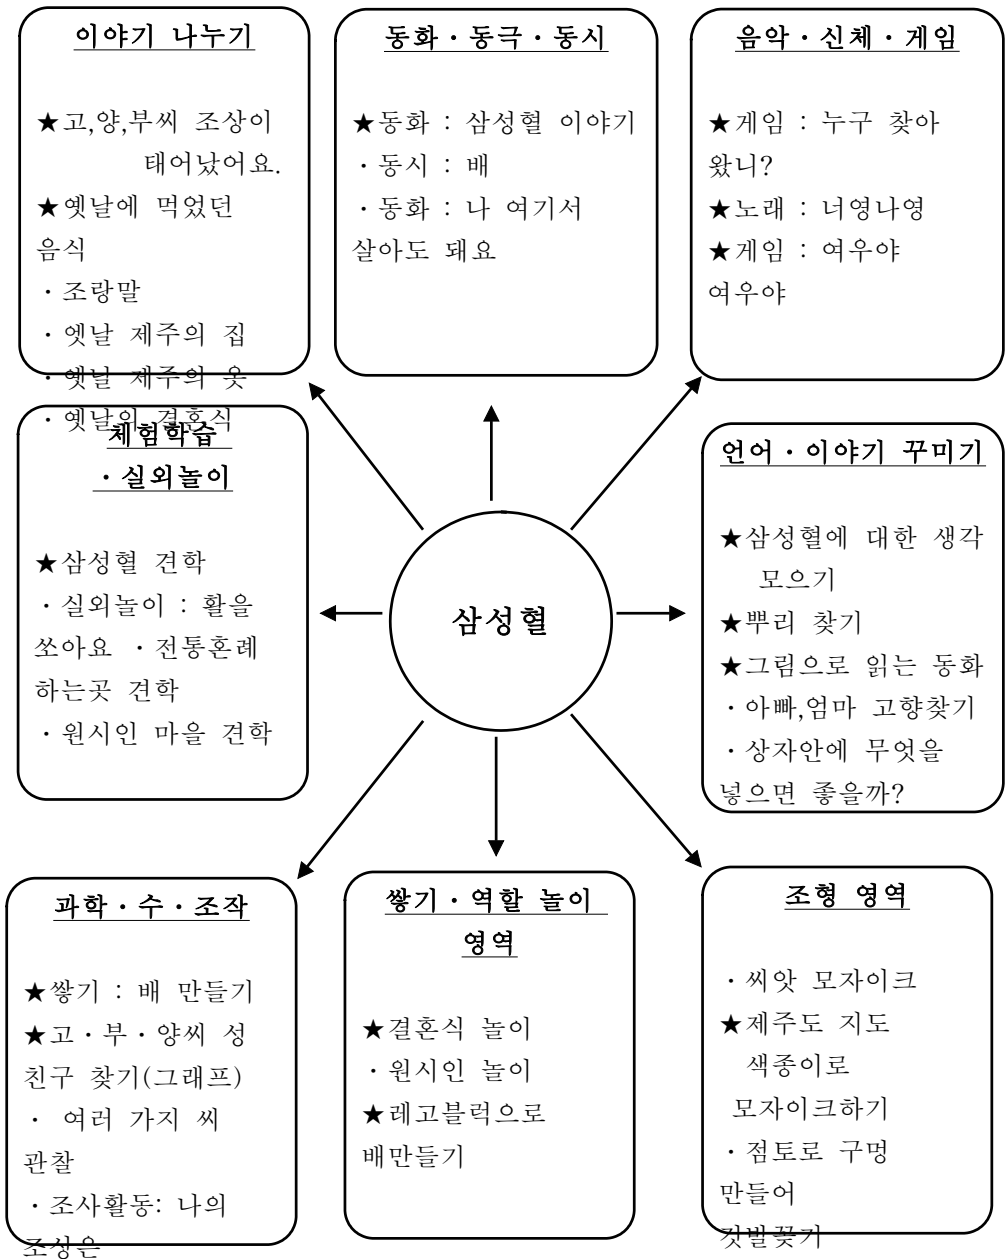 이야기 나누기
★고,양,부씨 조상이
태어났어요.
★옛날에 먹었던
음식
· 조랑말
· 엣날 제주의 집
· 옛날 제주의 옷
· 옛날의 결혼식
동화 · 동극 · 동시
★동화 : 삼성혈 이야기
· 동시 : 배
· 동화 : 나 여기서
살아도 돼요
음악 · 신체 · 게임
★게임 : 누구 찾아
왔니?
★노래 : 너영나영
★게임 : 여우야
여우야
체험학습
· 실외놀이
★삼성혈 견학
· 실외놀이 : 활을
쏘아요 · 전통혼례
하는곳 견학
· 원시인 마을 견학
삼성혈
언어 · 이야기 꾸미기
★삼성혈에 대한 생각
모으기
★뿌리 찾기
★그림으로 읽는 동화
· 아빠,엄마 고향찾기
· 상자안에 무엇을
넣으면 좋을까?
과학 · 수 · 조작
★쌓기 : 배 만들기
★고 · 부 · 양씨 성
친구 찾기(그래프)
· 여러 가지 씨
관찰
· 조사활동: 나의
조상은
쌓기 · 역할 놀이
영역
★결혼식 놀이
· 원시인 놀이
★레고블럭으로
배만들기
조형 영역
· 씨앗 모자이크
★제주도 지도
색종이로
모자이크하기
· 점토로 구멍
만들어
깃발꽂기